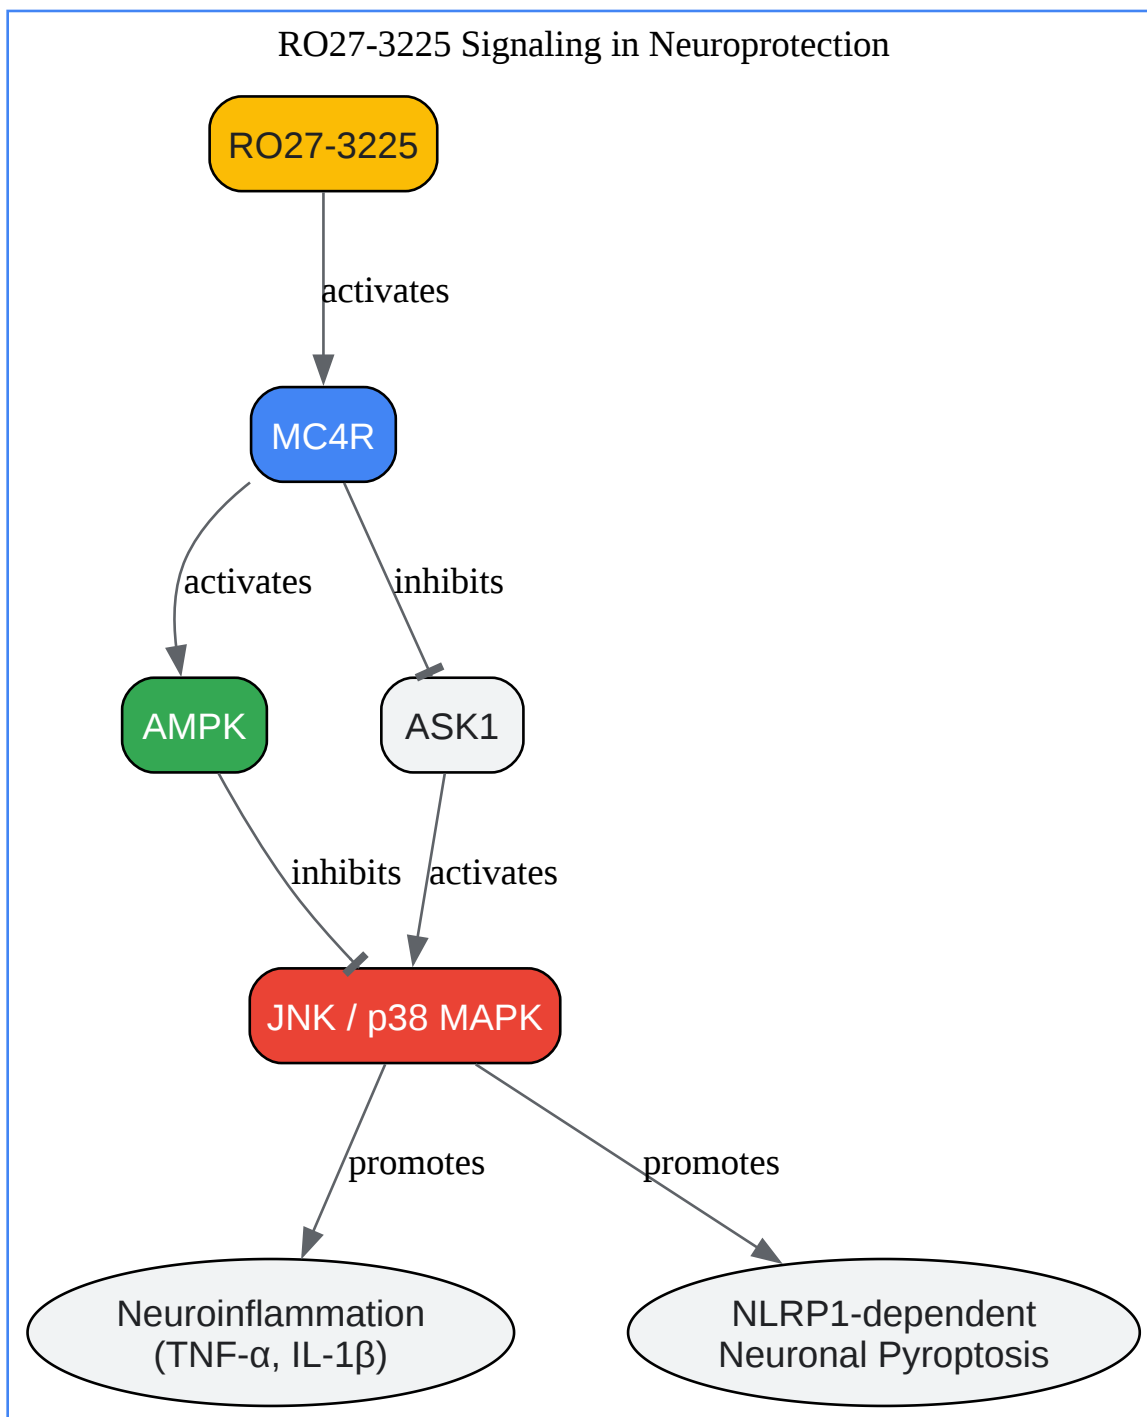 RO27-3225 Signaling in Neuroprotection
RO27-3225
activates
MC4R
activates
inhibits
AMPK
ASK1
inhibits
activates
JNK / p38 MAPK
promotes
promotes
Neuroinflammation
(TNF-α, IL-1β)
NLRP1-dependent
Neuronal Pyroptosis